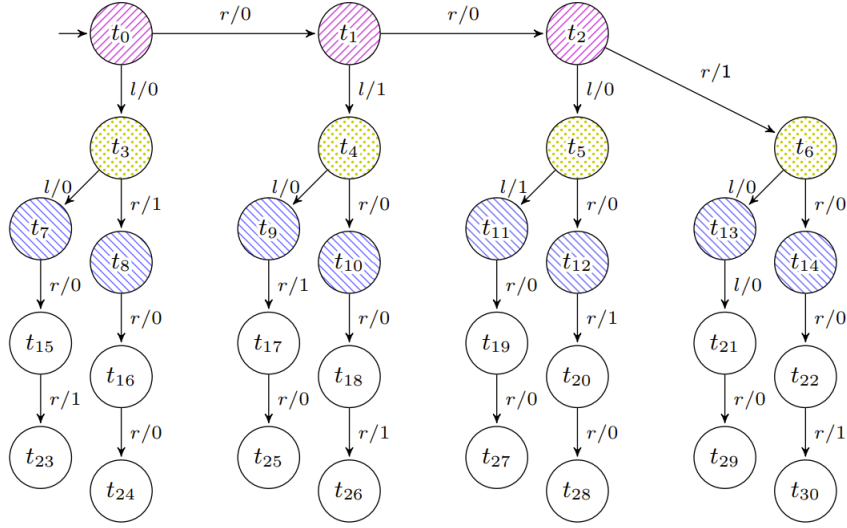 t0 r/0 t1 r/0 t2
r/1
l/0 l/1 l/0
t3 t4 t5 t6
l/0 r/1 l/0 r/0 l/1 r/0 l/0 r/0
t7 t8 t9 t10 t11 t12 t13 t14
r/0 r/0 r/1 r/0 r/0 r/1 l/0 r/0
t15 t16 t17 t18 t19 t20 t21 t22
r/1 r/0 r/0 r/1 r/0 r/0 r/0 r/1
t23 t24 t25 t26 t27 t28 t29 t30